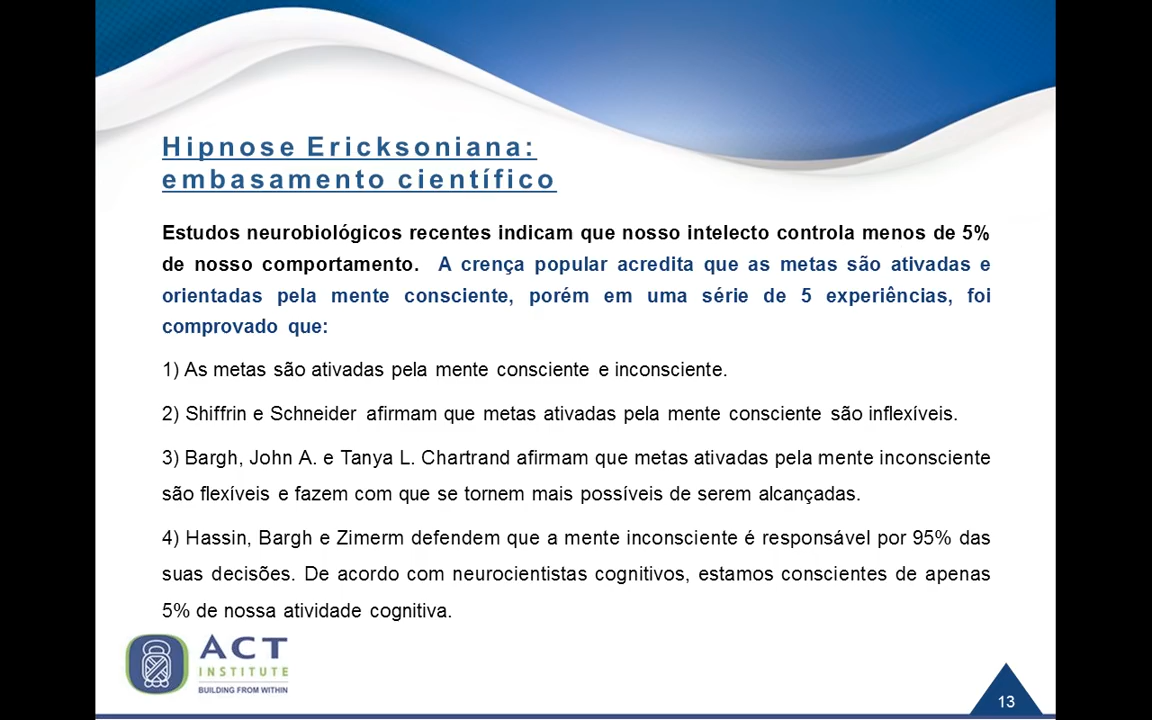 Hipnose Ericksoniana:
embasamento científico
Estudos neurobiológicos recentes indicam que nosso intelecto controla menos de 5%
de nosso comportamento. A crença popular acredita que as metas são ativadas e
orientadas pela mente consciente, porém em uma série de 5 experiências, foi
comprovado que:
1) As metas são ativadas pela mente consciente e inconsciente.
2) Shiffrin e Schneider afirmam que metas ativadas pela mente consciente são inflexíveis.
3) Bargh, John A. e Tanya L. Chartrand afirmam que metas ativadas pela mente inconsciente
são flexíveis e fazem com que se tornem mais possíveis de serem alcançadas.
4) Hassin, Bargh e Zimerm defendem que a mente inconsciente é responsável por 95% das
suas decisões. De acordo com neurocientistas cognitivos, estamos conscientes de apenas
5% de nossa atividade cognitiva.
ACT
INSTITUTE
BUILDING FROM WITHIN
13